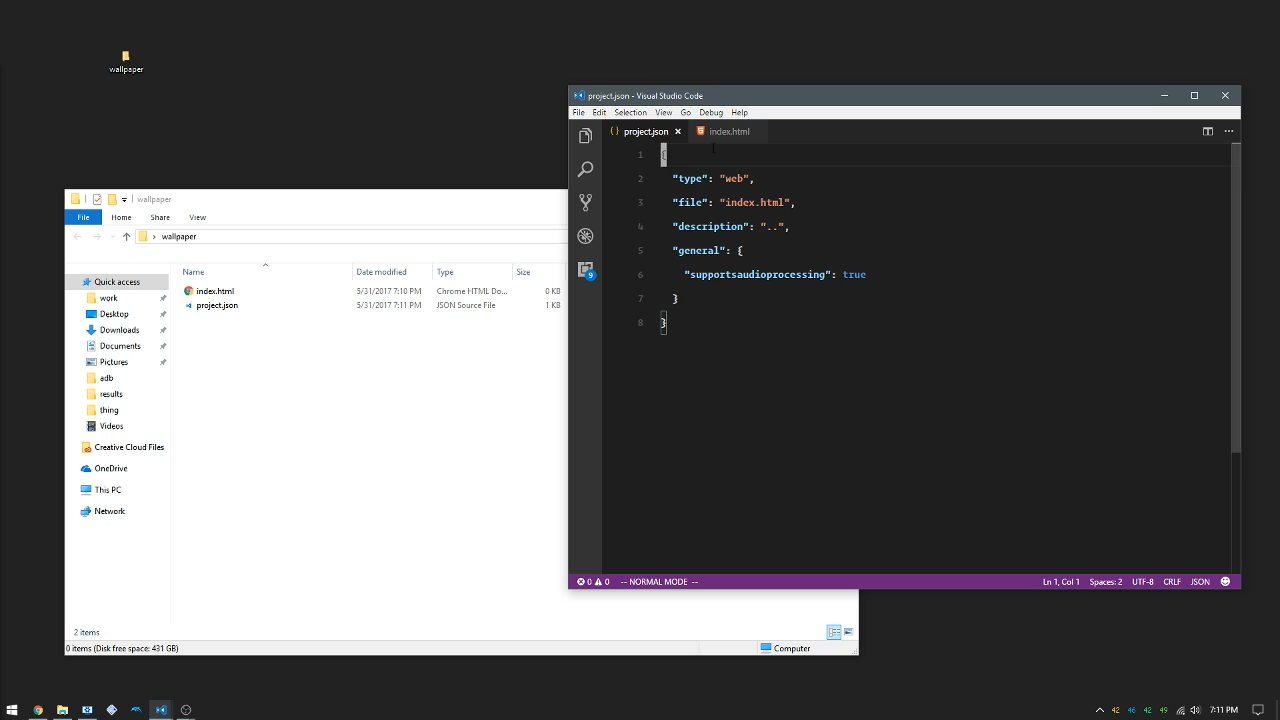 wallpaper
project.json - Visual Studio Code
File Edit Selection View Go Debug Help
project.json index.html
1 {
2 "type": "web",
3 "file": "index.html",
4 "description": "..",
5 "general": {
6 "supportsaudioprocessing": true
7 }
8 }
9
0 0 -- NORMAL MODE -- Ln 1, Col 1 Spaces: 2 UTF-8 CRLF JSON
wallpaper
File Home Share View
wallpaper
Name Date modified Type Size
Quick access
work
Desktop
Downloads
Documents
Pictures
adb
results
thing
Videos
Creative Cloud Files
OneDrive
This PC
Network
index.html 5/31/2017 7:10 PM Chrome HTML Do... 0 KB
project.json 5/31/2017 7:11 PM JSON Source File 1 KB
2 items
0 items (Disk free space: 431 GB) Computer
42 46 42 49 7:11 PM